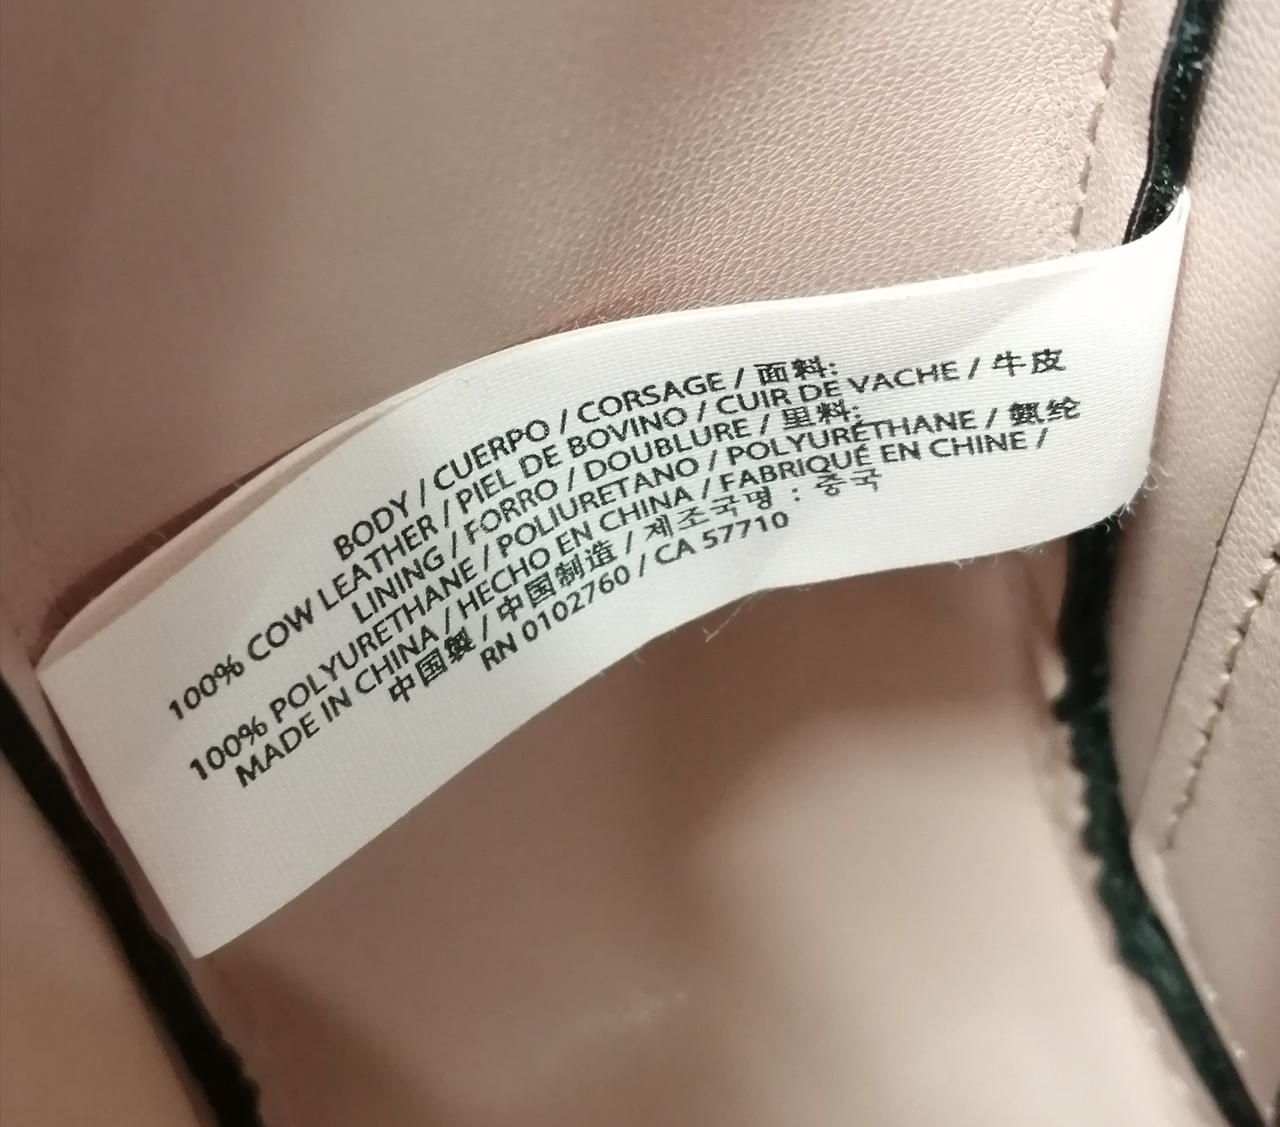 BODY / CUERPO / CORSAGE / 面料:
100% COW LEATHER / PIEL DE BOVINO / CUIR DE VACHE / 牛皮
LINING / FORRO / DOUBLURE / 里料:
100% POLYURETHANE / POLIURETANO / POLYURÉTHANE / 氨纶
MADE IN CHINA / HECHO EN CHINA / FABRIQUÉ EN CHINE /
中国製 / 中国制造 / 제조국명 : 중국
RN 0102760 / CA 57710